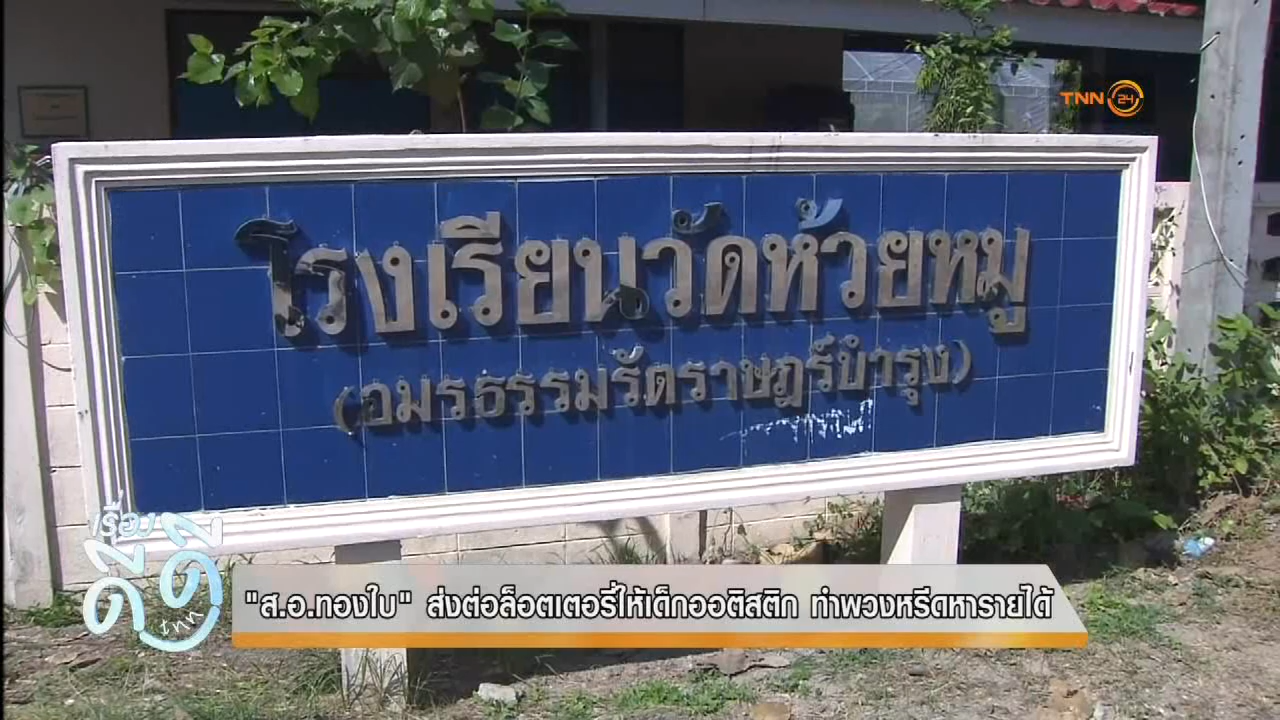 TNN 24
โรงเรียนวัดห้วยหมู
(อมรธรรมรัตราษฎร์บำรุง)
เรื่อง
ดีดี
tnn
"ส.อ.ทองใบ" ส่งต่อล็อตเตอรี่ให้เด็กออติสติก ทำพวงหรีดหารายได้